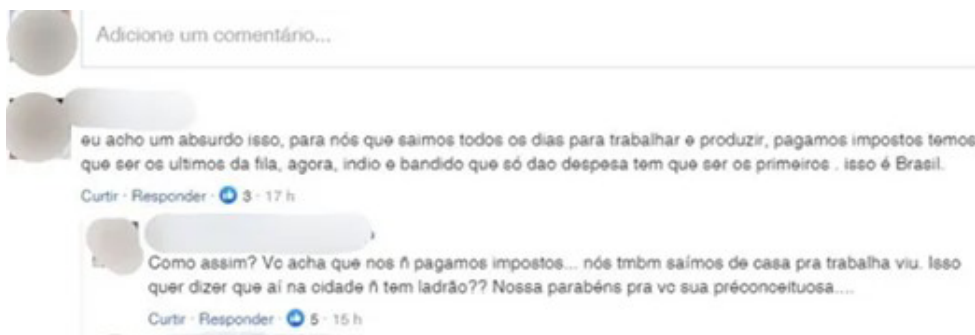 Adicione um comentário...
eu acho um absurdo isso, para nós que saimos todos os dias para trabalhar e produzir, pagamos impostos temos
que ser os ultimos da fila, agora, indio e bandido que só dao despesa tem que ser os primeiros . isso é Brasil.
Curtir · Responder · 3 · 17 h
Como assim? Vc acha que nos ñ pagamos impostos... nós tmbm saímos de casa pra trabalha viu. Isso
quer dizer que aí na cidade ñ tem ladrão?? Nossa parabéns pra vc sua préconceituosa....
Curtir · Responder · 5 · 15 h